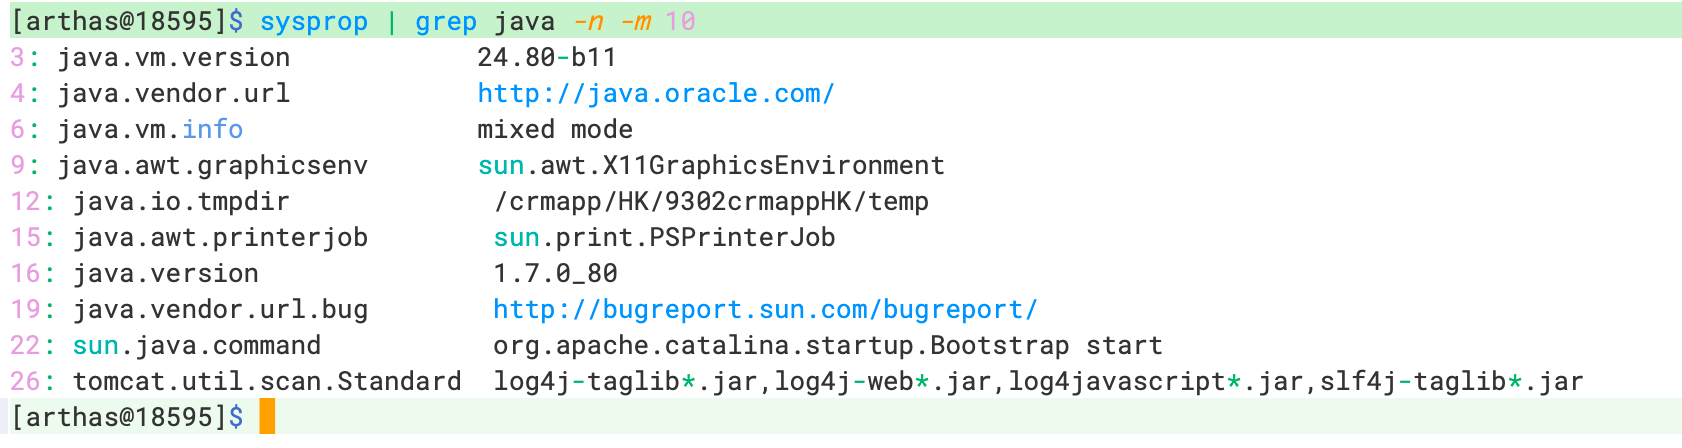 [arthas@18595]$ sysprop | grep java -n -m 10
3: java.vm.version            24.80-b11
4: java.vendor.url            http://java.oracle.com/
6: java.vm.info               mixed mode
9: java.awt.graphicsenv       sun.awt.X11GraphicsEnvironment
12: java.io.tmpdir             /crmapp/HK/9302crmappHK/temp
15: java.awt.printerjob        sun.print.PSPrinterJob
16: java.version               1.7.0_80
19: java.vendor.url.bug        http://bugreport.sun.com/bugreport/
22: sun.java.command           org.apache.catalina.startup.Bootstrap start
26: tomcat.util.scan.Standard  log4j-taglib*.jar,log4j-web*.jar,log4javascript*.jar,slf4j-taglib*.jar
[arthas@18595]$